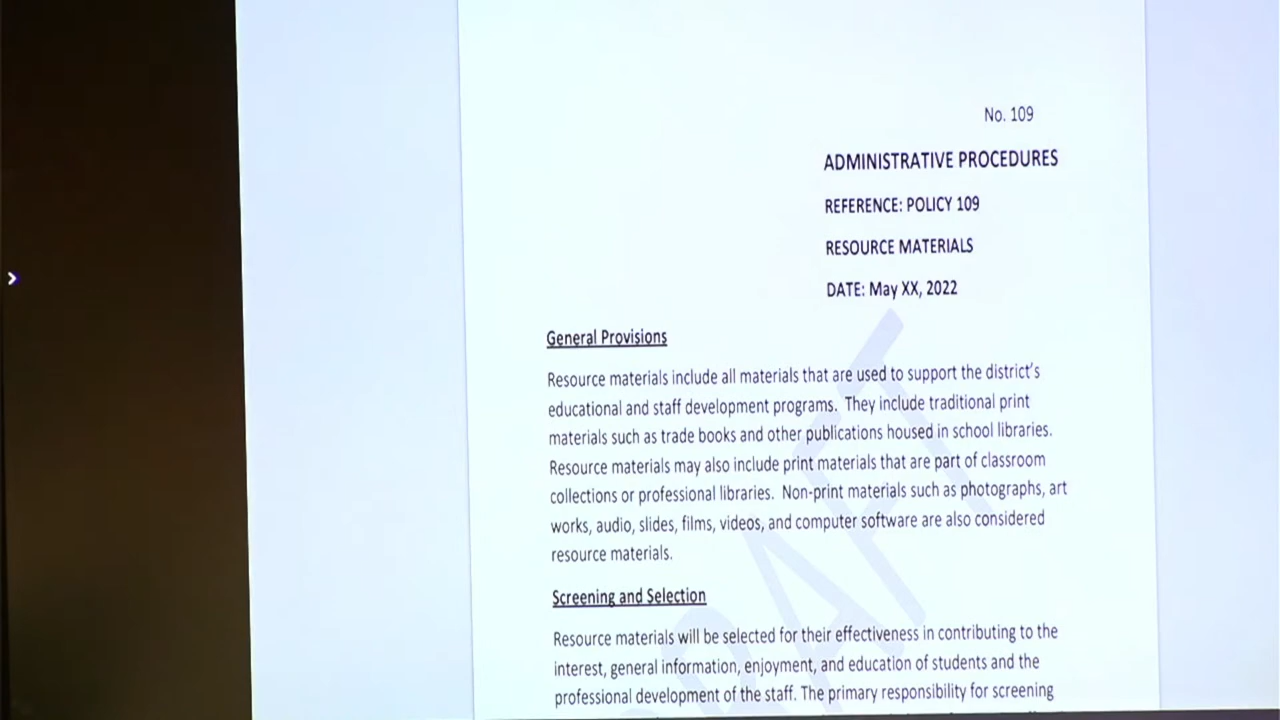 No. 109
ADMINISTRATIVE PROCEDURES
REFERENCE: POLICY 109
RESOURCE MATERIALS
DATE: May XX, 2022
General Provisions
Resource materials include all materials that are used to support the district's
educational and staff development programs. They include traditional print
materials such as trade books and other publications housed in school libraries.
Resource materials may also include print materials that are part of classroom
collections or professional libraries. Non-print materials such as photographs, art
works, audio, slides, films, videos, and computer software are also considered
resource materials.
Screening and Selection
Resource materials will be selected for their effectiveness in contributing to the
interest, general information, enjoyment, and education of students and the
professional development of the staff. The primary responsibility for screening
DRAFT